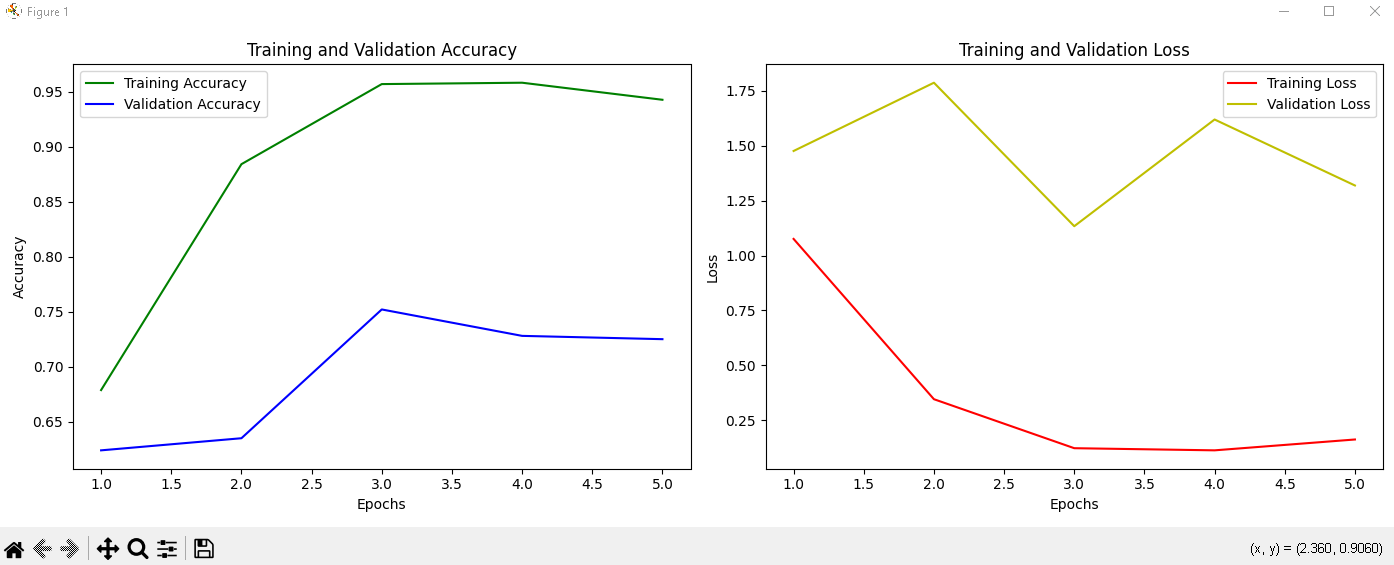 Figure 1
Training and Validation Accuracy
Training Accuracy
Validation Accuracy
0.95
0.90
0.85
0.80
0.75
0.70
0.65
Accuracy
1.0 1.5 2.0 2.5 3.0 3.5 4.0 4.5 5.0
Epochs
Training and Validation Loss
Training Loss
Validation Loss
1.75
1.50
1.25
1.00
0.75
0.50
0.25
Loss
1.0 1.5 2.0 2.5 3.0 3.5 4.0 4.5 5.0
Epochs
(x, y) = (2.360, 0.9060)